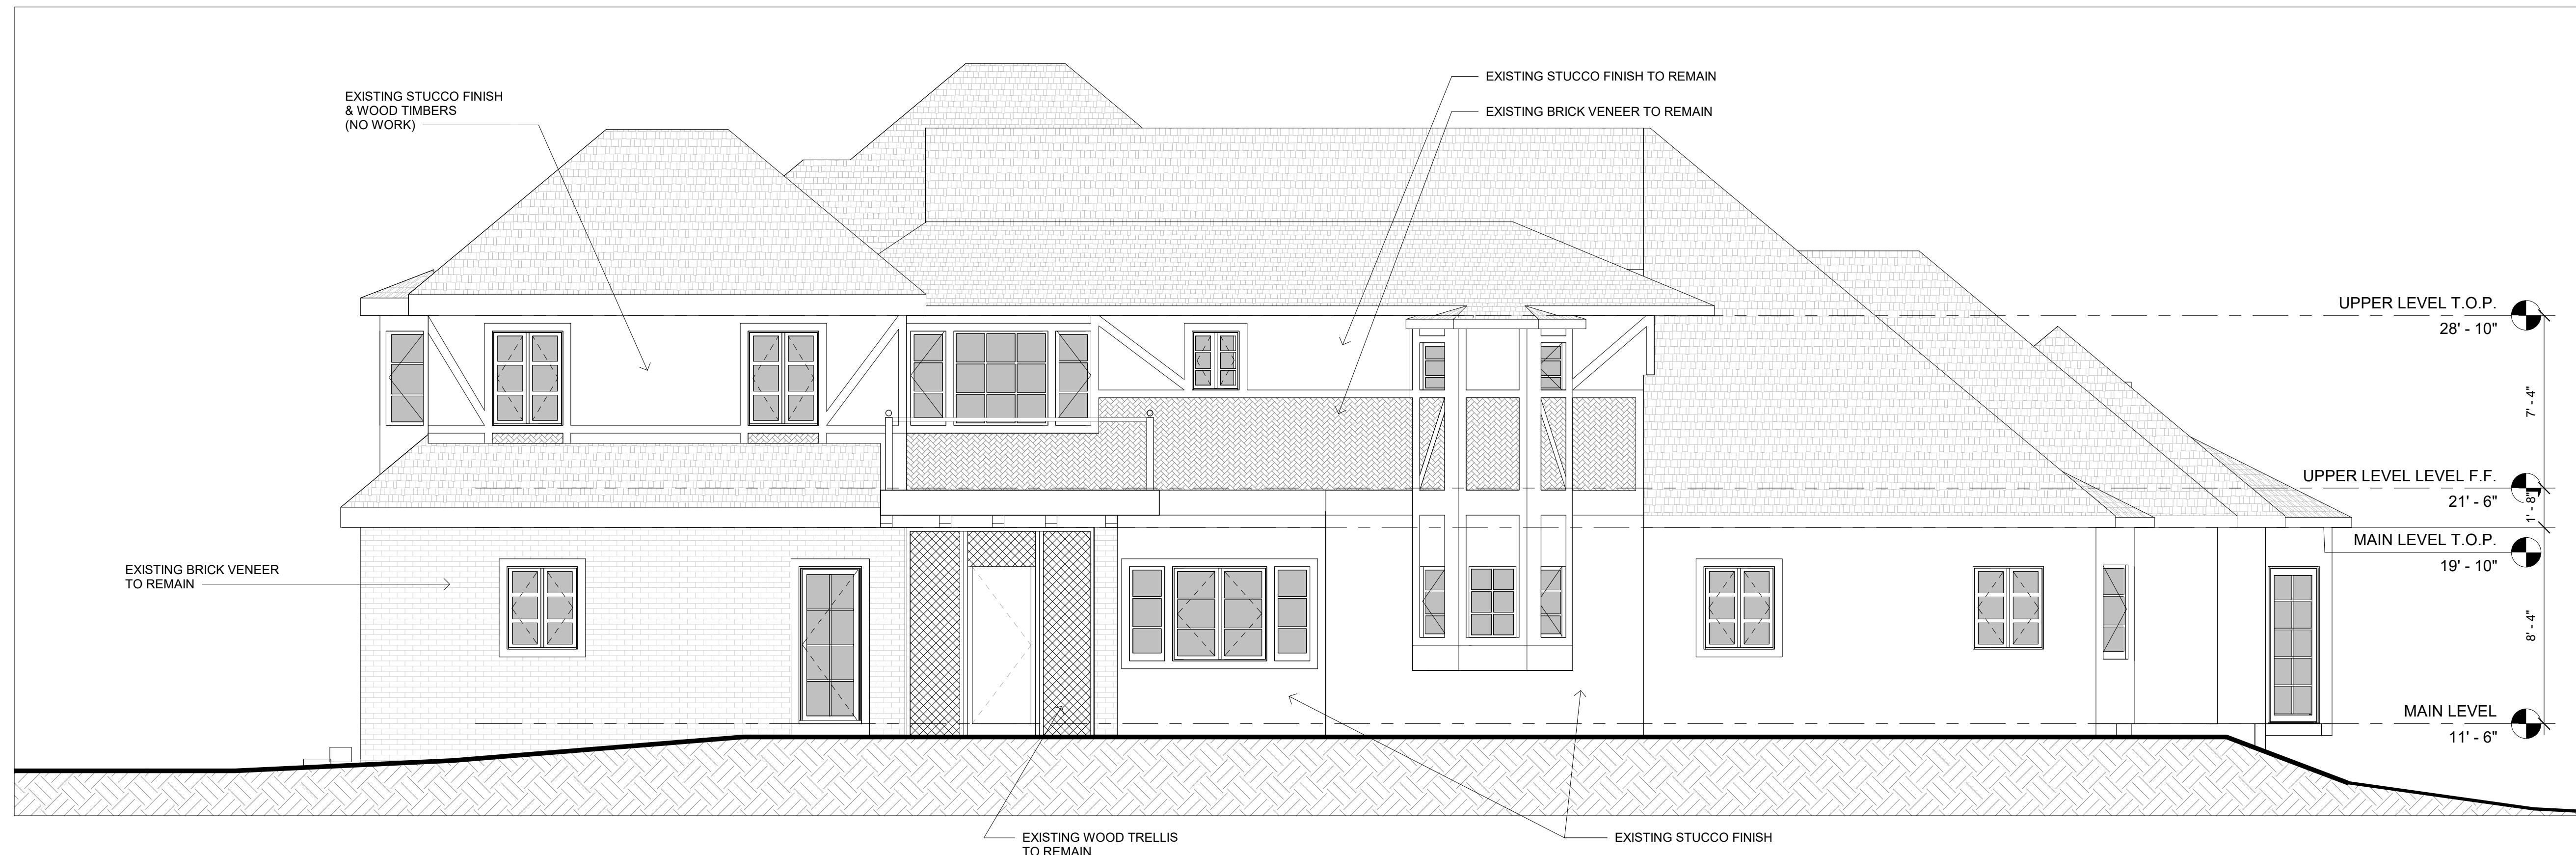 EXISTING STUCCO FINISH
& WOOD TIMBERS
(NO WORK)
EXISTING STUCCO FINISH TO REMAIN
EXISTING BRICK VENEER TO REMAIN
UPPER LEVEL T.O.P.
28' - 10"
7' - 4"
UPPER LEVEL LEVEL F.F.
21' - 6"
1' - 8"
MAIN LEVEL T.O.P.
19' - 10"
EXISTING BRICK VENEER
TO REMAIN
8' - 4"
MAIN LEVEL
11' - 6"
EXISTING WOOD TRELLIS
TO REMAIN
EXISTING STUCCO FINISH